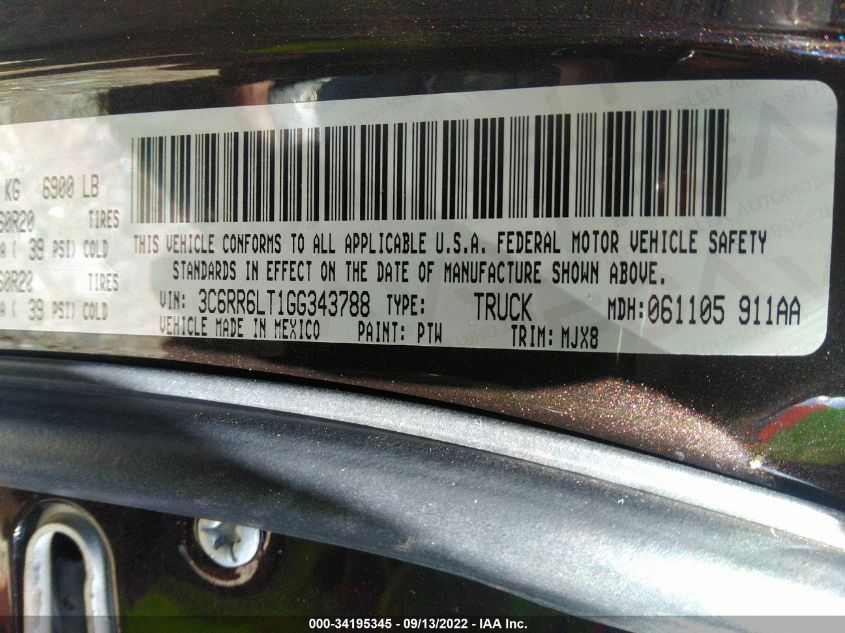 KG 6900 LB
60R20 TIRES
A ( 39 PSI) COLD
60R20 TIRES
A ( 39 PSI) COLD
THIS VEHICLE CONFORMS TO ALL APPLICABLE U.S.A. FEDERAL MOTOR VEHICLE SAFETY
STANDARDS IN EFFECT ON THE DATE OF MANUFACTURE SHOWN ABOVE.
VIN: 3C6RR6LT1GG343788 TYPE: TRUCK MDH: 061105 911AA
VEHICLE MADE IN MEXICO PAINT: PTW TRIM: MJX8
000-34195345 - 09/13/2022 - IAA Inc.